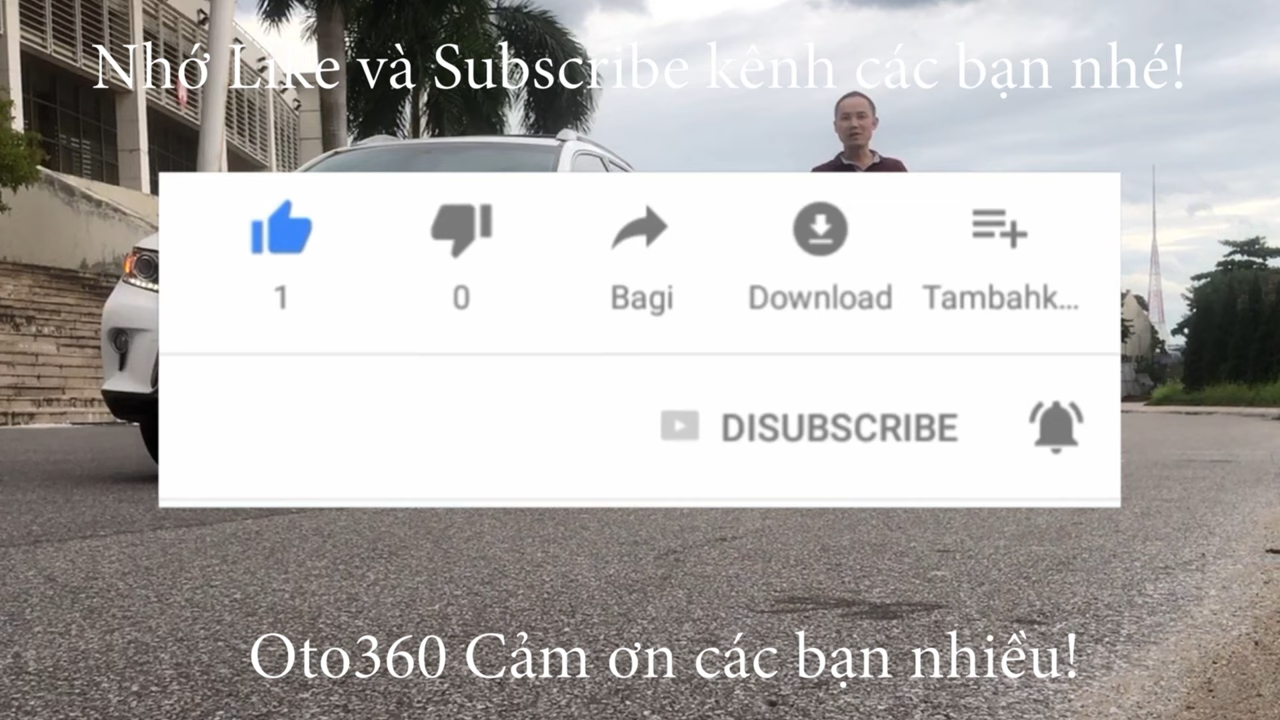 Nhớ Like và Subscribe kênh các bạn nhé!
1 0 Bagi Download Tambahk...
DISUBSCRIBE
Oto360 Cảm ơn các bạn nhiều!